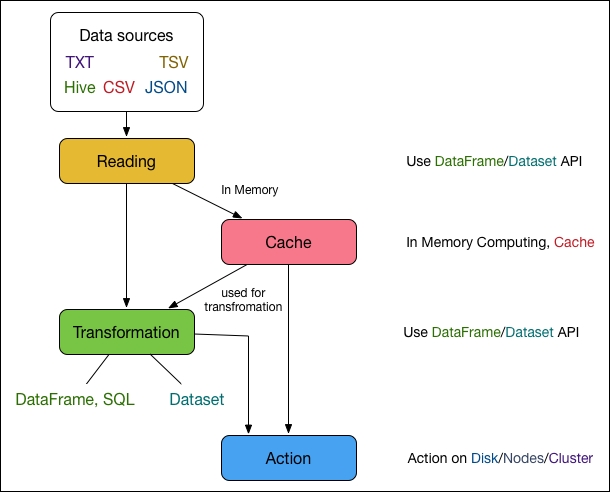 Data sources
TXT TSV
Hive CSV JSON
Reading
Use DataFrame/Dataset API
In Memory
Cache
In Memory Computing, Cache
used for
transfromation
Transformation
Use DataFrame/Dataset API
DataFrame, SQL
Dataset
Action
Action on Disk/Nodes/Cluster